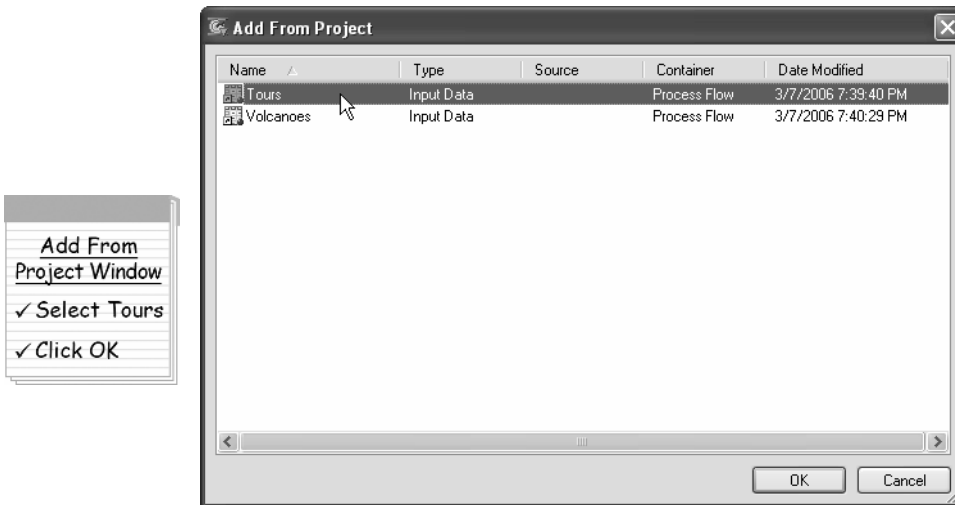 Add From Project
Name Type Source Container Date Modified
Tours Input Data Process Flow 3/7/2006 7:39:40 PM
Volcanoes Input Data Process Flow 3/7/2006 7:40:29 PM
Add From
Project Window
✓ Select Tours
✓ Click OK
OK Cancel